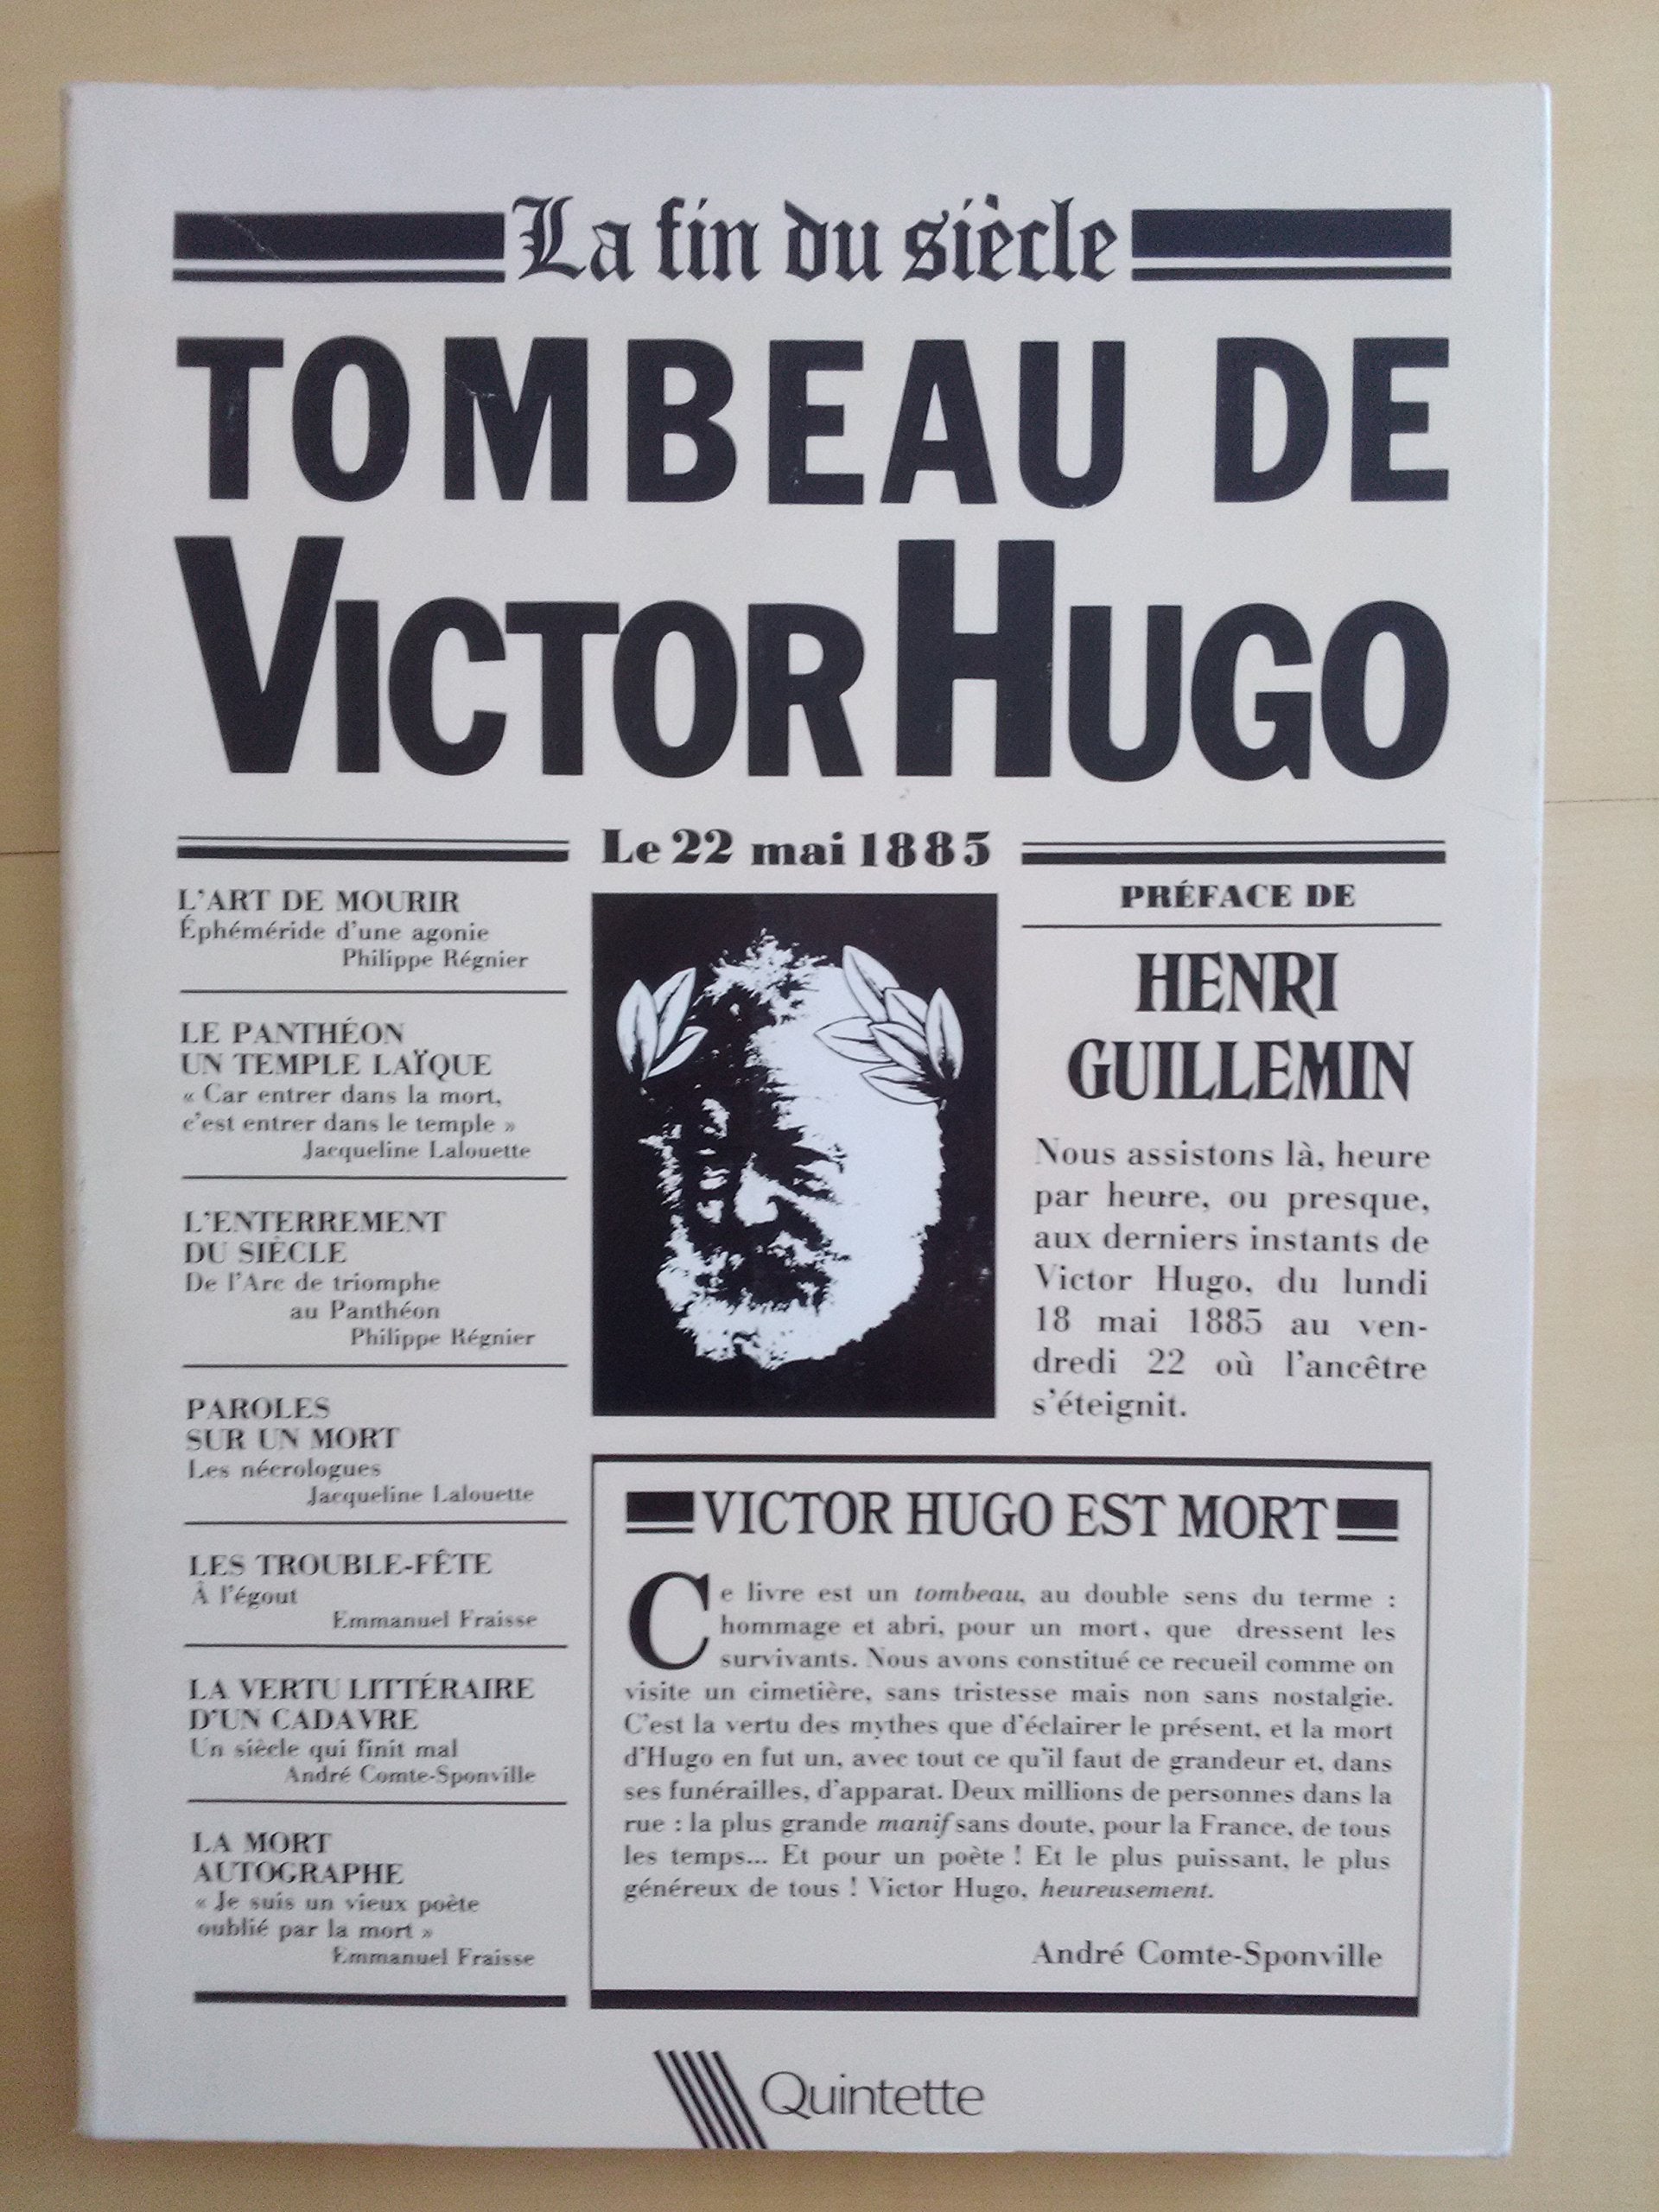 La fin du siècle
TOMBEAU DE
VICTOR HUGO
Le 22 mai 1885
L'ART DE MOURIR
Éphéméride d'une agonie
Philippe Régnier
LE PANTHÉON
UN TEMPLE LAÏQUE
« Car entrer dans la mort,
c'est entrer dans le temple »
Jacqueline Lalouette
L'ENTERREMENT
DU SIÈCLE
De l'Arc de triomphe
au Panthéon
Philippe Régnier
PAROLES
SUR UN MORT
Les nécrologues
Jacqueline Lalouette
LES TROUBLE-FÊTE
À l'égout
Emmanuel Fraisse
LA VERTU LITTÉRAIRE
D'UN CADAVRE
Un siècle qui finit mal
André Comte-Sponville
LA MORT
AUTOGRAPHE
« Je suis un vieux poète
oublié par la mort »
Emmanuel Fraisse
PRÉFACE DE
HENRI
GUILLEMIN
Nous assistons là, heure
par heure, ou presque,
aux derniers instants de
Victor Hugo, du lundi
18 mai 1885 au ven-
dredi 22 où l'ancêtre
s'éteignit.
VICTOR HUGO EST MORT
Ce livre est un tombeau, au double sens du terme :
hommage et abri, pour un mort, que dressent les
survivants. Nous avons constitué ce recueil comme on
visite un cimetière, sans tristesse mais non sans nostalgie.
C'est la vertu des mythes que d'éclairer le présent, et la mort
d'Hugo en fut un, avec tout ce qu'il faut de grandeur et, dans
ses funérailles, d'apparat. Deux millions de personnes dans la
rue : la plus grande manif sans doute, pour la France, de tous
les temps... Et pour un poète ! Et le plus puissant, le plus
généreux de tous ! Victor Hugo, heureusement.
André Comte-Sponville
Quintette